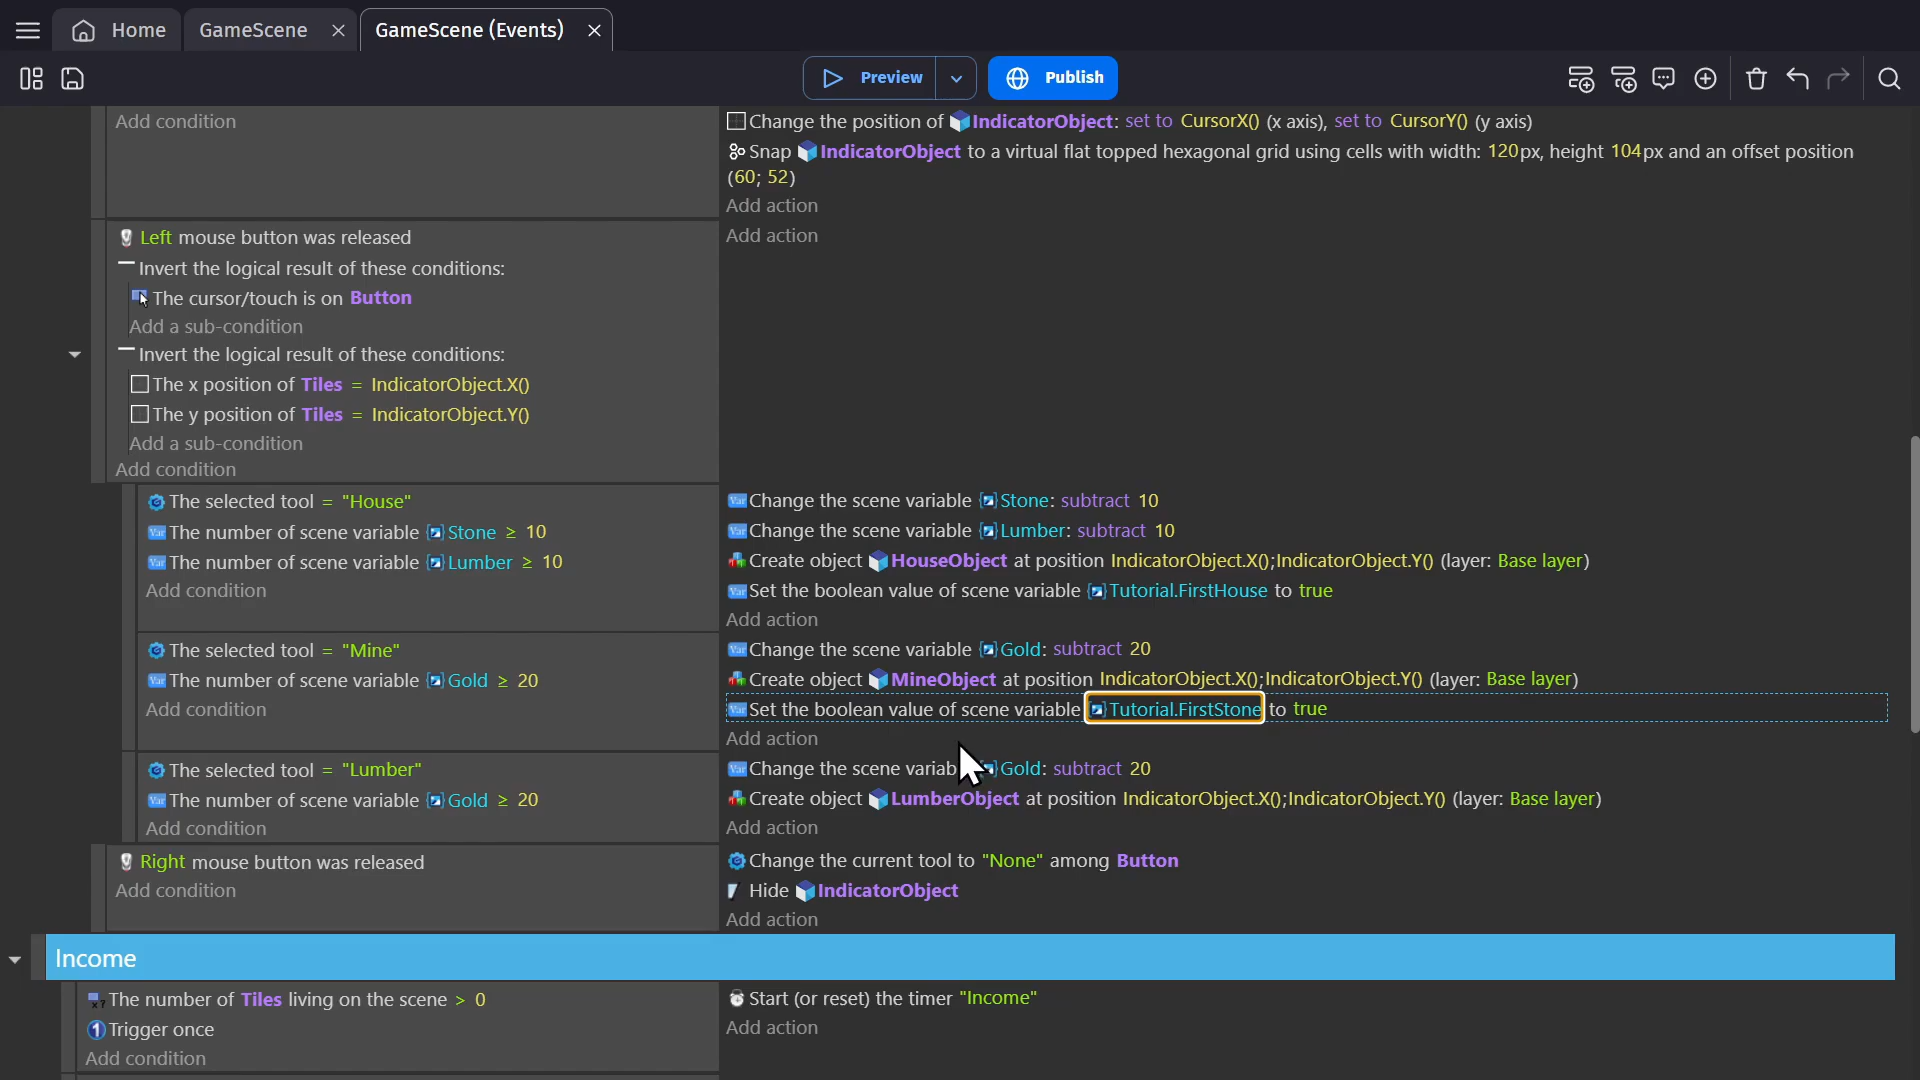 Home
GameScene
GameScene (Events)
Preview
Publish
Add condition
Change the position of IndicatorObject: set to CursorX() (x axis), set to CursorY() (y axis)
Snap IndicatorObject to a virtual flat topped hexagonal grid using cells with width: 120px, height 104px and an offset position
(60; 52)
Add action
Left mouse button was released
Add action
Invert the logical result of these conditions:
The cursor/touch is on Button
Add a sub-condition
Invert the logical result of these conditions:
The x position of Tiles = IndicatorObject.X()
The y position of Tiles = IndicatorObject.Y()
Add a sub-condition
Add condition
The selected tool = "House"
The number of scene variable Stone ≥ 10
The number of scene variable Lumber ≥ 10
Add condition
Change the scene variable Stone: subtract 10
Change the scene variable Lumber: subtract 10
Create object HouseObject at position IndicatorObject.X();IndicatorObject.Y() (layer: Base layer)
Set the boolean value of scene variable Tutorial.FirstHouse to true
Add action
The selected tool = "Mine"
The number of scene variable Gold ≥ 20
Add condition
Change the scene variable Gold: subtract 20
Create object MineObject at position IndicatorObject.X();IndicatorObject.Y() (layer: Base layer)
Set the boolean value of scene variable Tutorial.FirstStone to true
Add action
The selected tool = "Lumber"
The number of scene variable Gold ≥ 20
Add condition
Change the scene variab Gold: subtract 20
Create object LumberObject at position IndicatorObject.X();IndicatorObject.Y() (layer: Base layer)
Add action
Right mouse button was released
Add condition
Change the current tool to "None" among Button
Hide IndicatorObject
Add action
Income
The number of Tiles living on the scene > 0
Trigger once
Add condition
Start (or reset) the timer "Income"
Add action